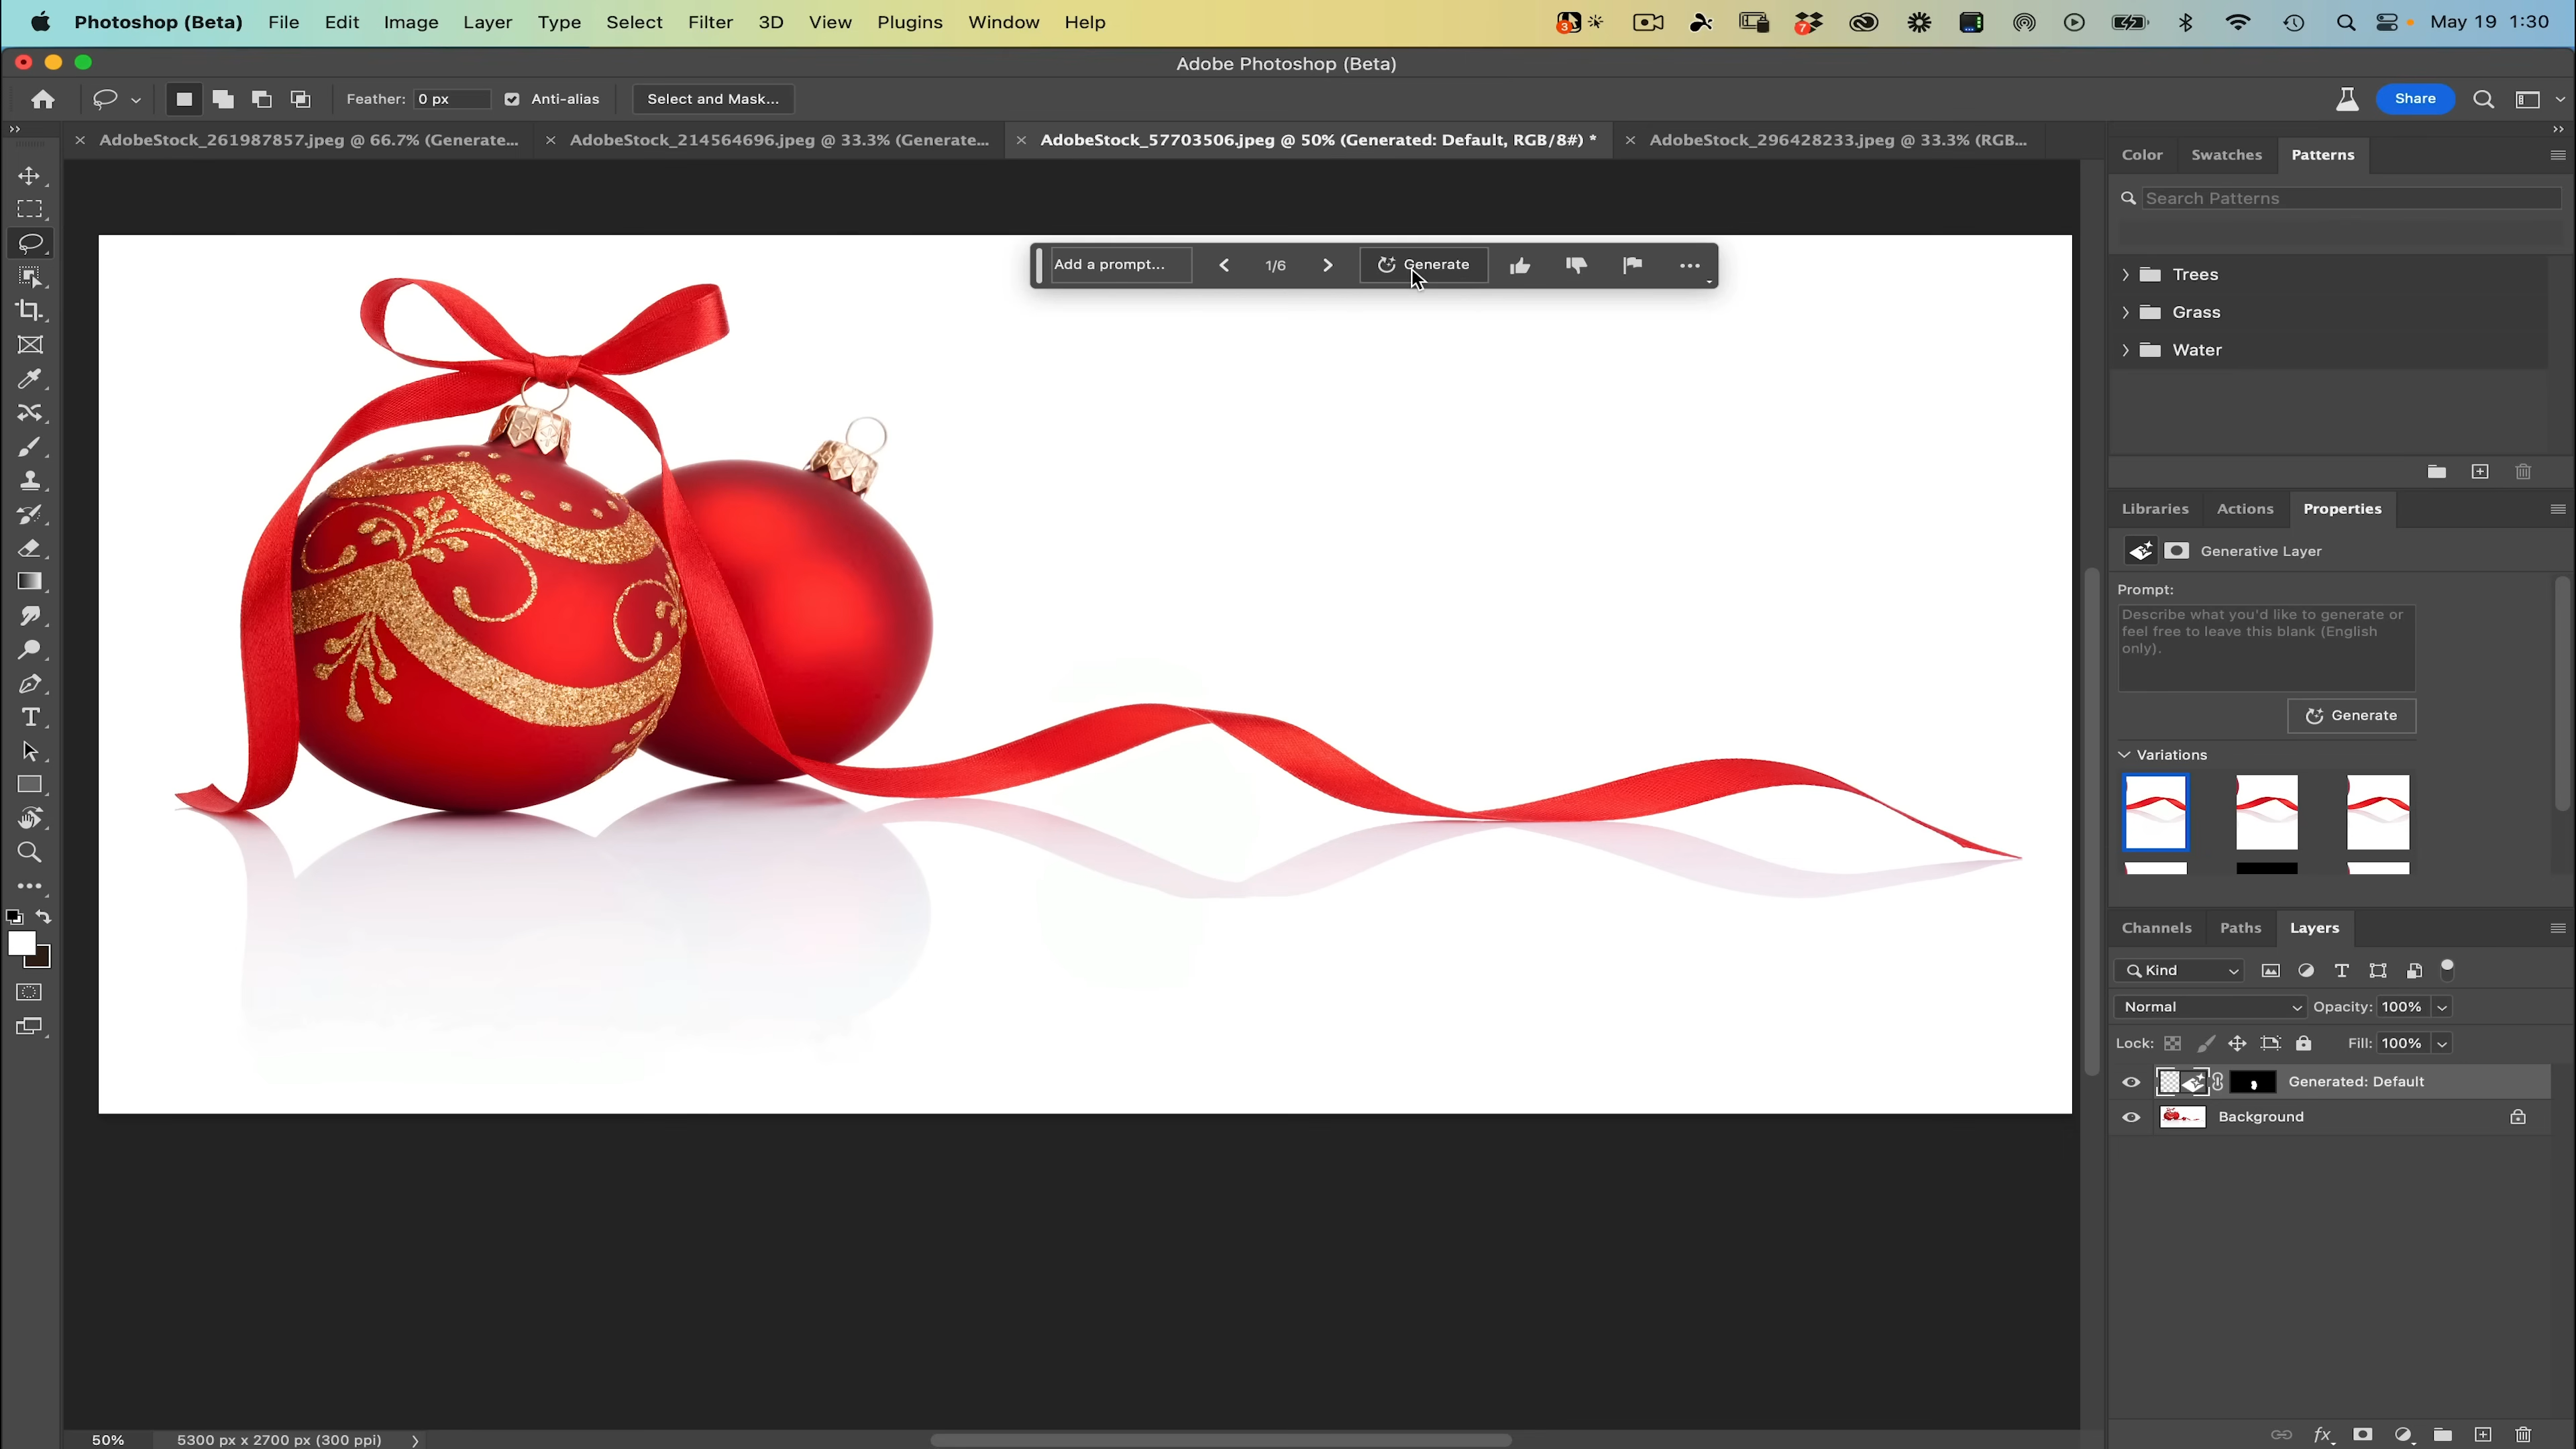 Photoshop (Beta) File Edit Image Layer Type Select Filter 3D View Plugins Window Help 3 7 May 19 1:30
Adobe Photoshop (Beta)
Feather: 0 px Anti-alias Select and Mask... Share
AdobeStock_261987857.jpeg @ 66.7% (Generate... AdobeStock_214564696.jpeg @ 33.3% (Generate... AdobeStock_57703506.jpeg @ 50% (Generated: Default, RGB/8#) * AdobeStock_296428233.jpeg @ 33.3% (RGB...
Color Swatches Patterns
Search Patterns
Add a prompt... 1/6 Generate
Trees
Grass
Water
Libraries Actions Properties
Generative Layer
Prompt:
Describe what you'd like to generate or
feel free to leave this blank (English
only).
Generate
Variations
Channels Paths Layers
Kind
Normal Opacity: 100%
Lock: Fill: 100%
Generated: Default
Background
50% 5300 px x 2700 px (300 ppi)
fx